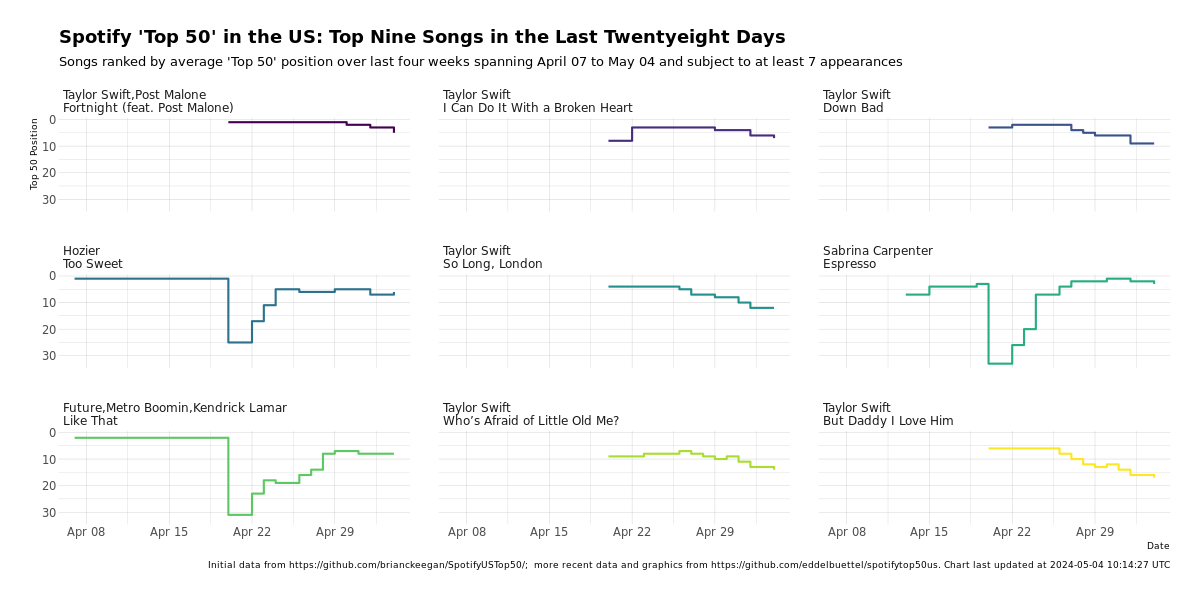 Spotify 'Top 50' in the US: Top Nine Songs in the Last Twentyeight Days
Songs ranked by average 'Top 50' position over last four weeks spanning April 07 to May 04 and subject to at least 7 appearances
Taylor Swift,Post Malone
Fortnight (feat. Post Malone)
Taylor Swift
I Can Do It With a Broken Heart
Taylor Swift
Down Bad
Top 50 Position
0
10
20
30
Hozier
Too Sweet
Taylor Swift
So Long, London
Sabrina Carpenter
Espresso
0
10
20
30
Future,Metro Boomin,Kendrick Lamar
Like That
Taylor Swift
Who’s Afraid of Little Old Me?
Taylor Swift
But Daddy I Love Him
0
10
20
30
Apr 08 Apr 15 Apr 22 Apr 29
Apr 08 Apr 15 Apr 22 Apr 29
Apr 08 Apr 15 Apr 22 Apr 29
Date
Initial data from https://github.com/brianckeegan/SpotifyUSTop50/;  more recent data and graphics from https://github.com/eddelbuettel/spotifytop50us. Chart last updated at 2024-05-04 10:14:27 UTC